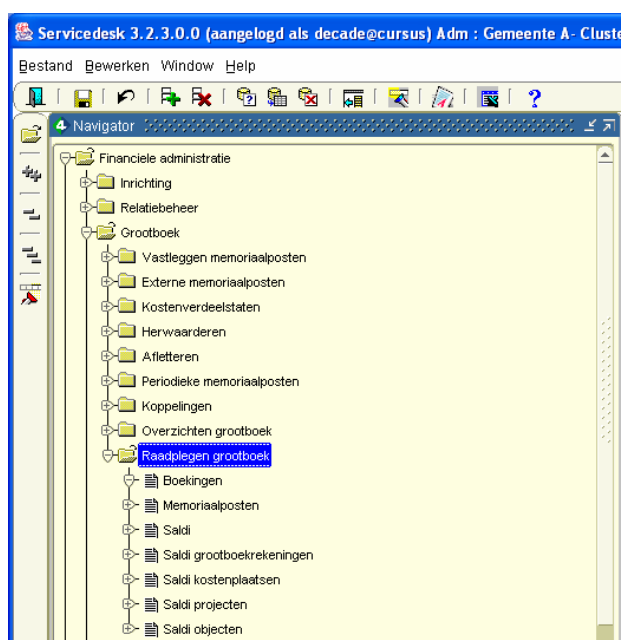 Servicedesk 3.2.3.0.0 (aangelogd als decade@cursus) Adm : Gemeente A- Cluste
Bestand Bewerken Window Help
Navigator
Financiele administratie
Inrichting
Relatiebeheer
Grootboek
Vastleggen memoriaalposten
Externe memoriaalposten
Kostenverdeelstaten
Herwaarderen
Afletteren
Periodieke memoriaalposten
Koppelingen
Overzichten grootboek
Raadplegen grootboek
Boekingen
Memoriaalposten
Saldi
Saldi grootboekrekeningen
Saldi kostenplaatsen
Saldi projecten
Saldi objecten